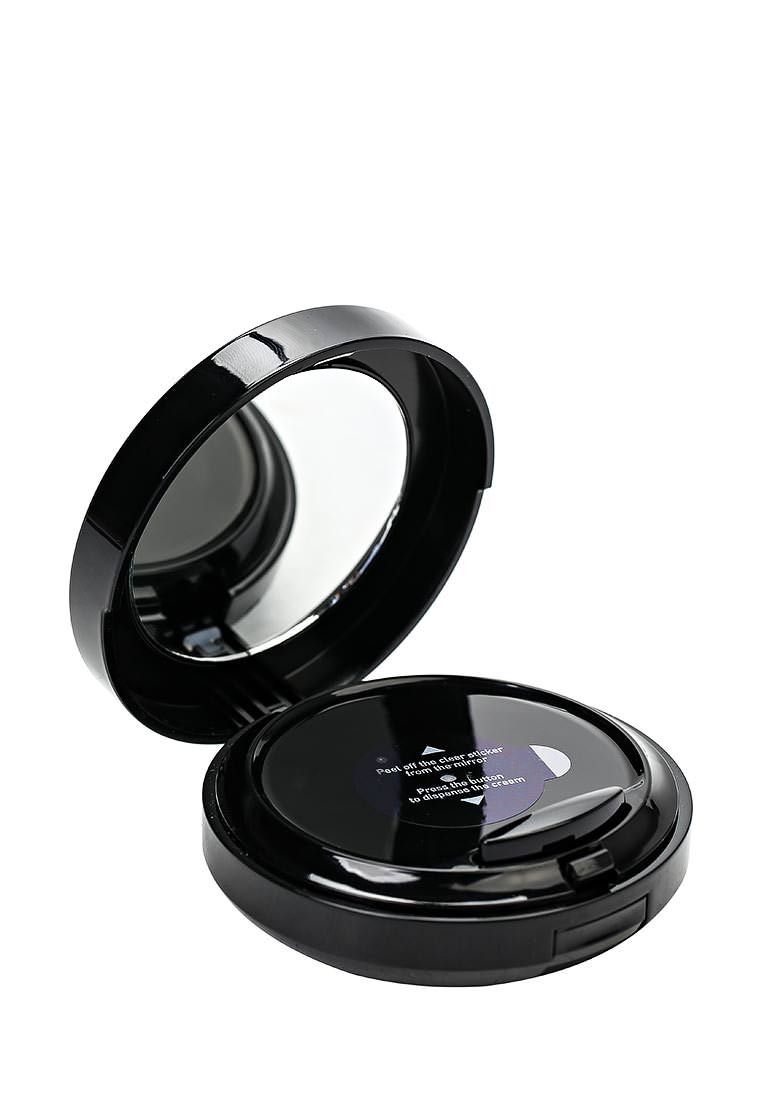 Peel off the clear sticker
from the mirror
Press the button
to dispense the cream